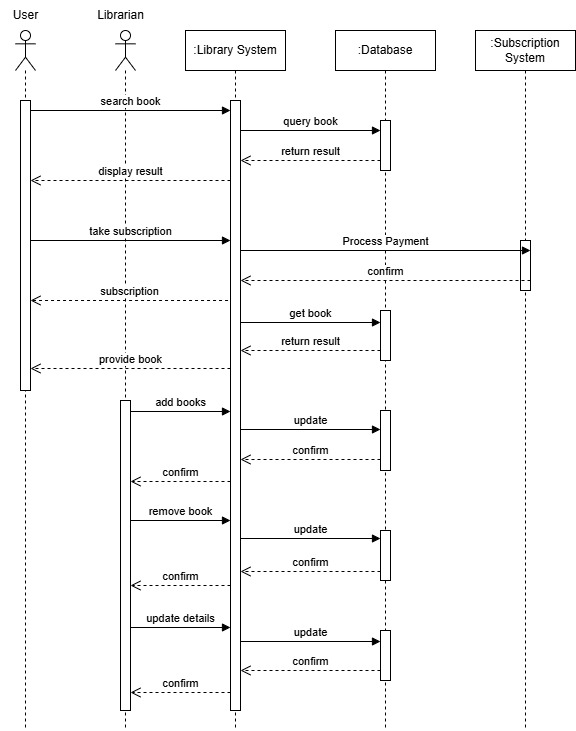 User
Librarian
:Library System
:Database
:Subscription
System
search book
query book
return result
display result
take subscription
Process Payment
confirm
subscription
get book
return result
provide book
add books
update
confirm
confirm
remove book
update
confirm
confirm
update details
update
confirm
confirm